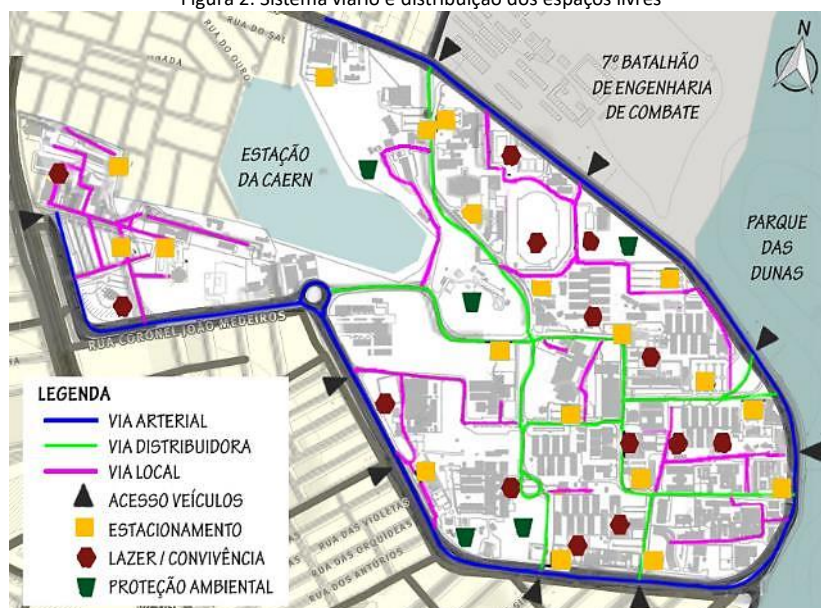 Figura 2: Sistema viário e distribuição dos espaços livres
RUA DO SAL
RUA DO OURO
N
7º BATALHÃO
DE ENGENHARIA
DE COMBATE
ESTAÇÃO
DA CAERN
PARQUE
DAS
DUNAS
RUA CORONEL JOÃO MEDEIROS
LEGENDA
VIA ARTERIAL
VIA DISTRIBUIDORA
VIA LOCAL
ACESSO VEÍCULOS
ESTACIONAMENTO
LAZER / CONVIVÊNCIA
PROTEÇÃO AMBIENTAL
RUA DAS VIOLETAS
RUA DAS ORQUÍDEAS
RUA DOS ANTÚRIOS